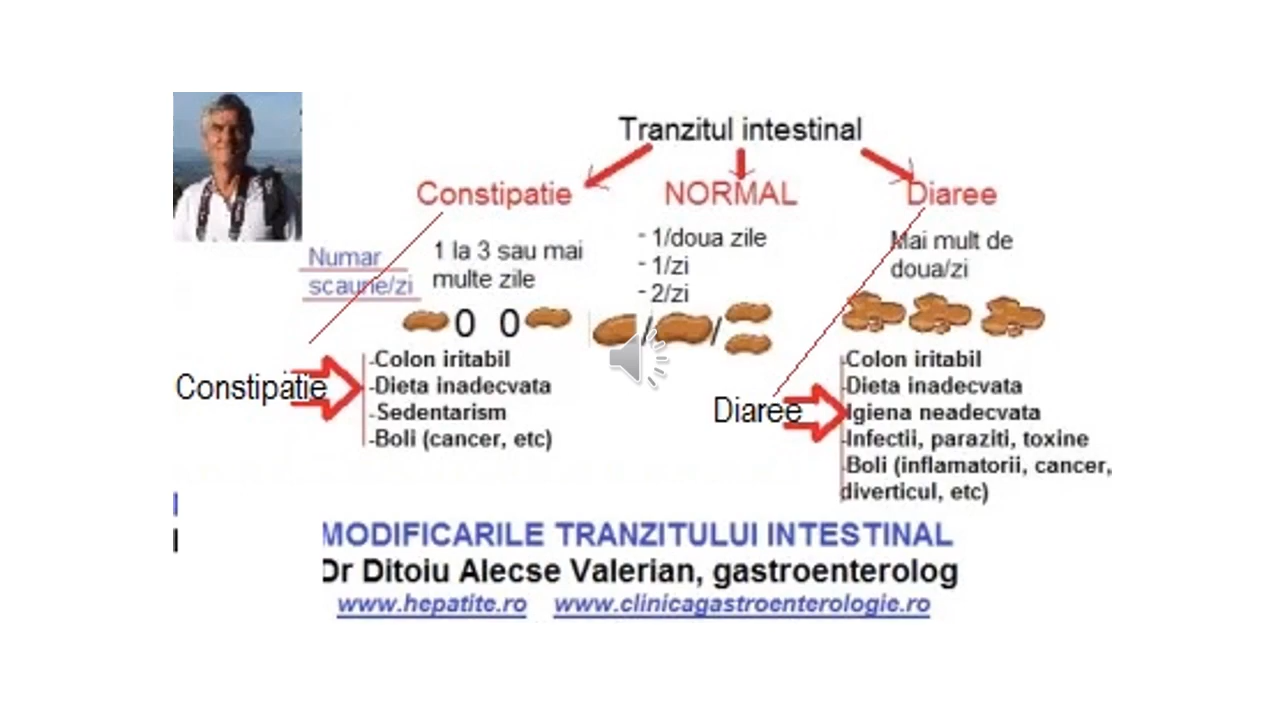 Tranzitul intestinal
Constipatie
NORMAL
Diaree
Numar
scaune/zi
1 la 3 sau mai
multe zile
- 1/doua zile
- 1/zi
- 2/zi
Mai mult de
doua/zi
0 0
/ /
Constipatie
-Colon iritabil
-Dieta inadecvata
-Sedentarism
-Boli (cancer, etc)
Diaree
-Colon iritabil
-Dieta inadecvata
Igiena neadecvata
-Infectii, paraziti, toxine
-Boli (inflamatorii, cancer,
diverticul, etc)
MODIFICARILE TRANZITULUI INTESTINAL
Dr Ditoiu Alecse Valerian, gastroenterolog
www.hepatite.ro www.clinicagastroenterologie.ro